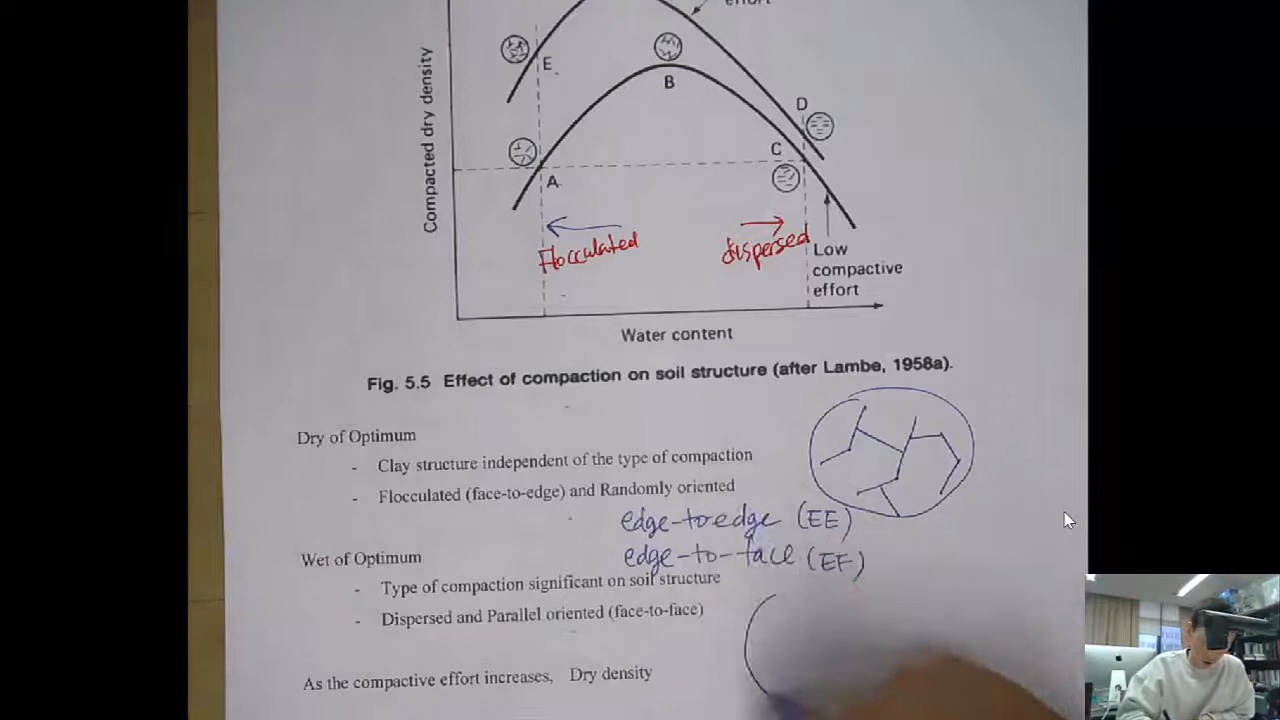 effort
E
B
D
C
A
Compacted dry density
Flocculated
dispersed
Low
compactive
effort
Water content
Fig. 5.5 Effect of compaction on soil structure (after Lambe, 1958a).
Dry of Optimum
- Clay structure independent of the type of compaction
- Flocculated (face-to-edge) and Randomly oriented
edge-to-edge (EE)
Wet of Optimum
edge-to-face (EF)
- Type of compaction significant on soil structure
- Dispersed and Parallel oriented (face-to-face)
As the compactive effort increases, Dry density